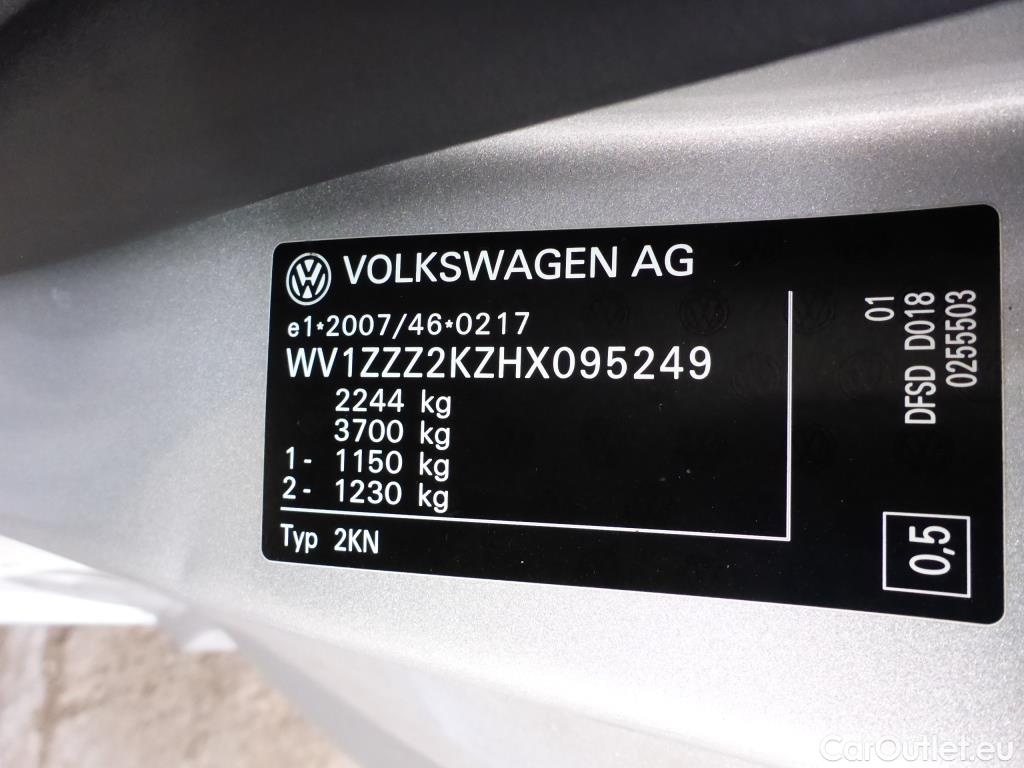 VOLKSWAGEN AG
e1*2007/46*0217
WV1ZZZ2KZHX095249
2244 kg
3700 kg
1- 1150 kg
2- 1230 kg
Typ 2KN
01
DFSD D018
0255503
0,5
CarOutlet.eu